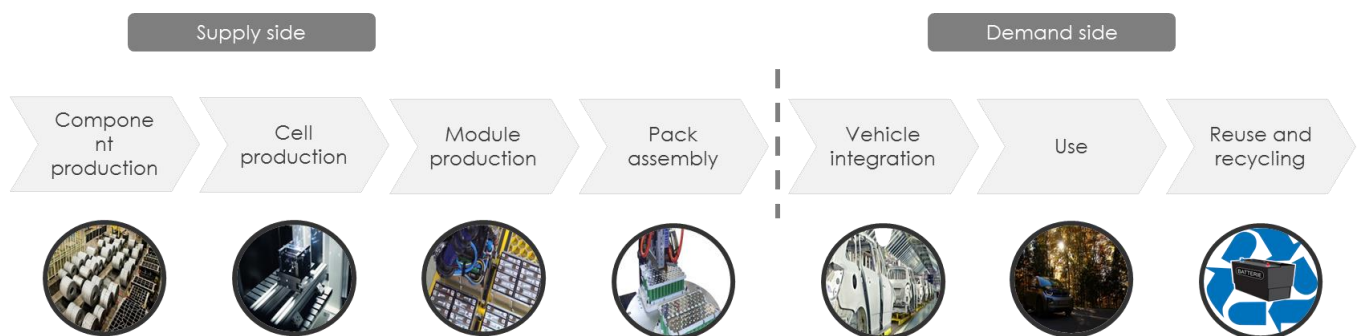 Supply side
Demand side
Compone
nt
production
Cell
production
Module
production
Pack
assembly
Vehicle
integration
Use
Reuse and
recycling
BATTERIE